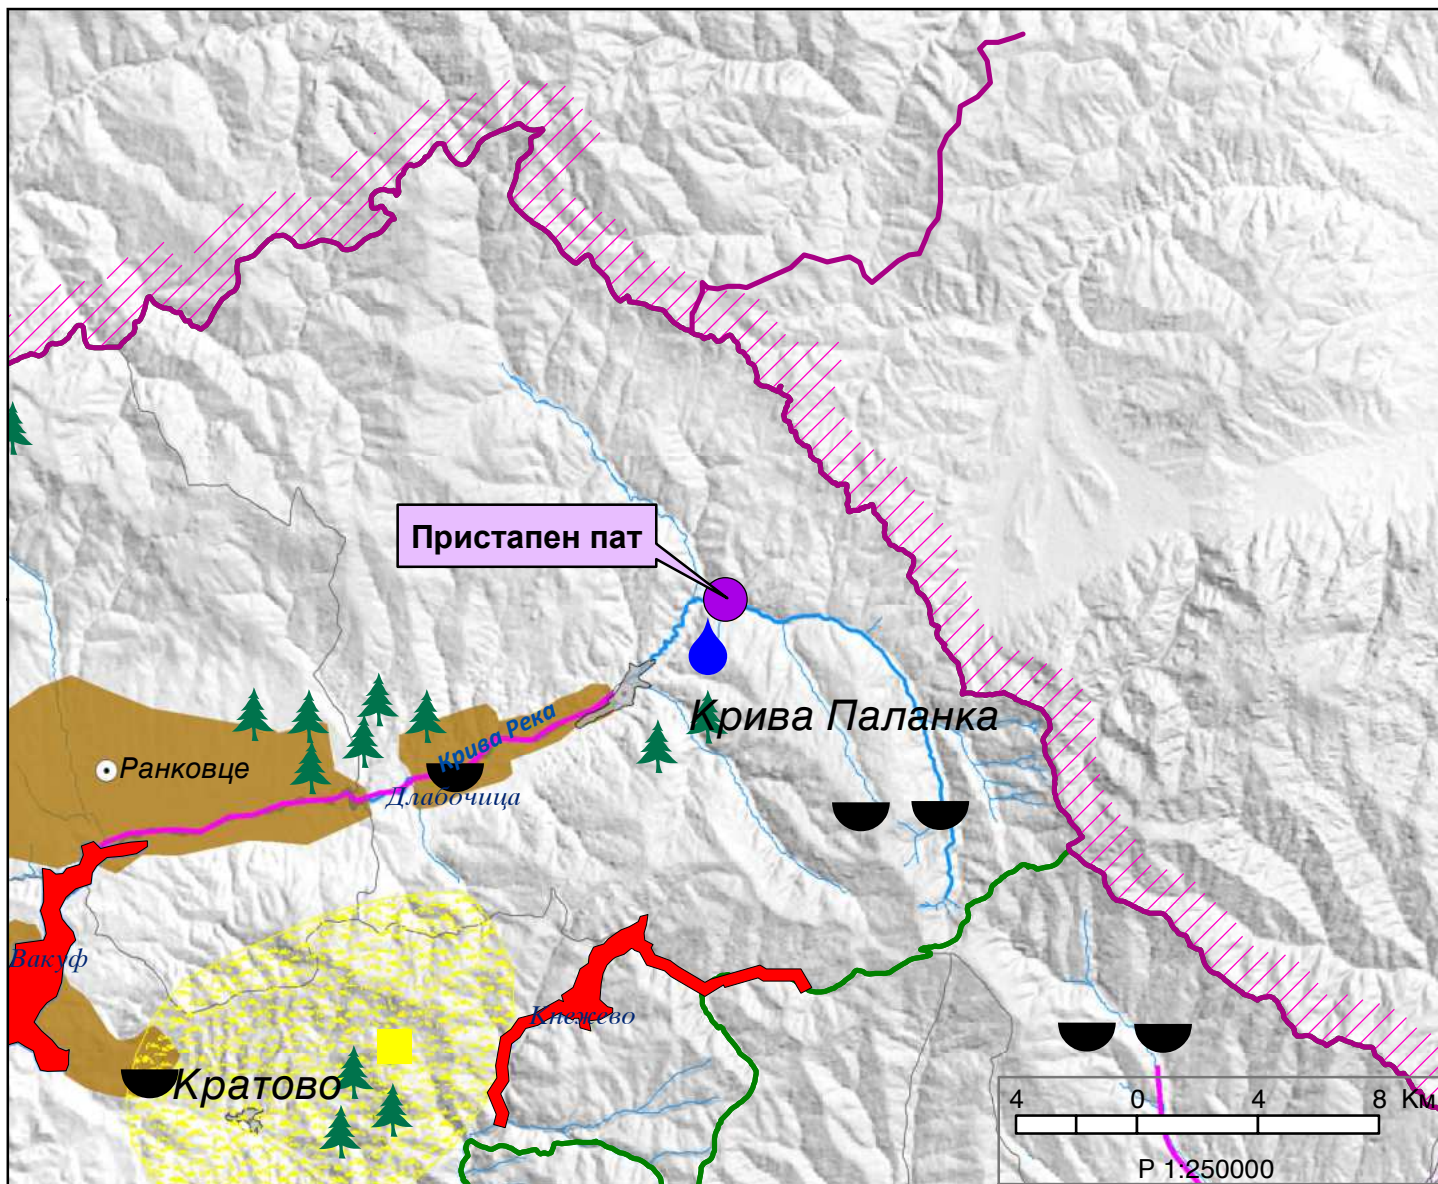 Пристапен пат
Крива Паланка
Крива Река
Ранковце
Длабочица
Вакуф
Кнежево
Кратово
4 0 4 8 Км
Р 1:250000